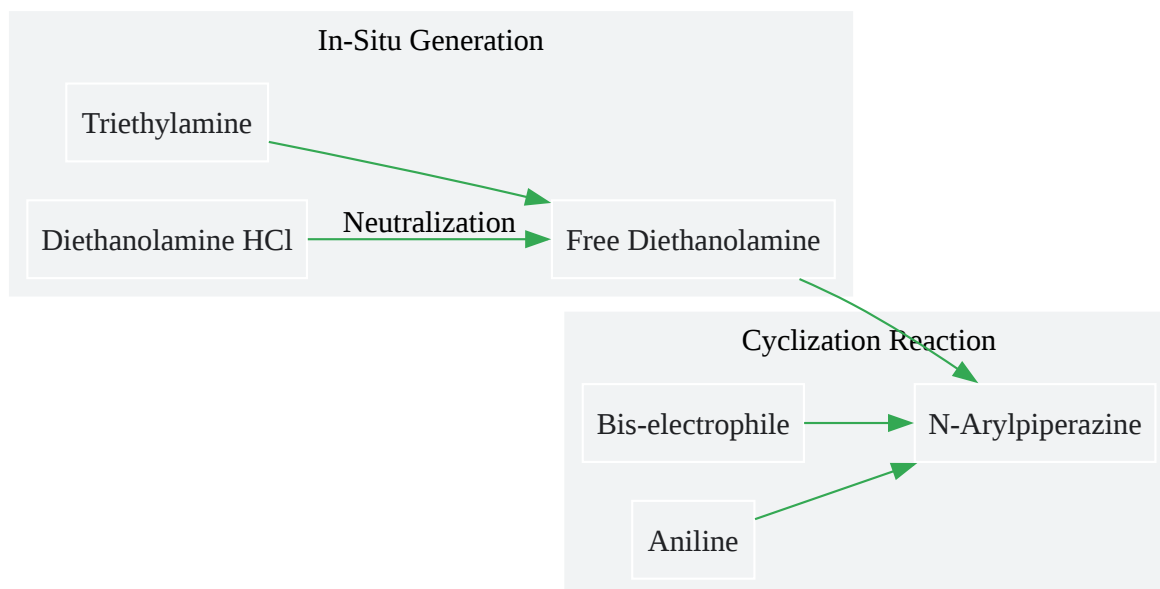 In-Situ Generation
Triethylamine
Diethanolamine HCl
Neutralization
Free Diethanolamine
Cyclization Reaction
Bis-electrophile
N-Arylpiperazine
Aniline